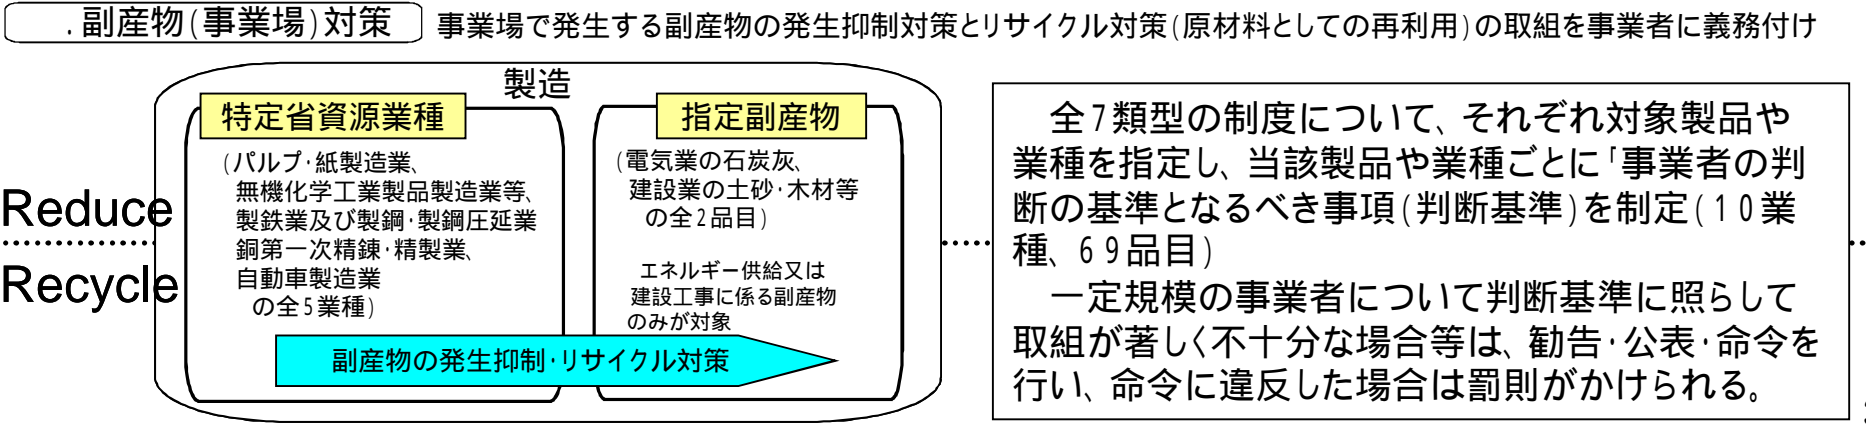 .副産物(事業場)対策
事業場で発生する副産物の発生抑制対策とリサイクル対策(原材料としての再利用)の取組を事業者に義務付け
製造
特定省資源業種
(パルプ・紙製造業、
無機化学工業製品製造業等、
製鉄業及び製鋼・製鋼圧延業
銅第一次精錬・精製業、
自動車製造業
の全5業種)
指定副産物
(電気業の石炭灰、
建設業の土砂・木材等
の全2品目)
エネルギー供給又は
建設工事に係る副産物
のみが対象
Reduce
Recycle
副産物の発生抑制・リサイクル対策
全7類型の制度について、それぞれ対象製品や
業種を指定し、当該製品や業種ごとに「事業者の判
断の基準となるべき事項(判断基準)を制定(10業
種、69品目)
一定規模の事業者について判断基準に照らして
取組が著しく不十分な場合等は、勧告・公表・命令を
行い、命令に違反した場合は罰則がかけられる。